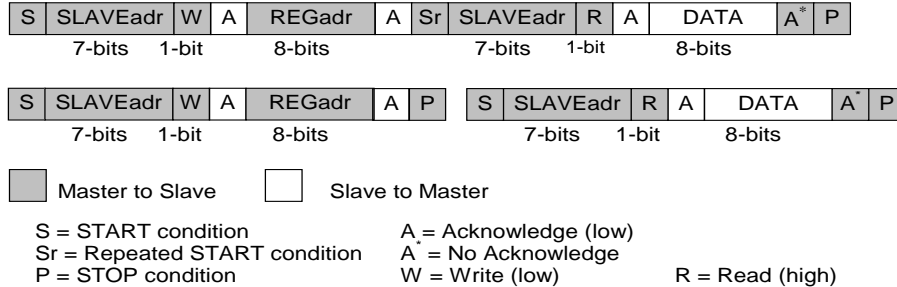 S SLAVEadr W A REGadr A Sr SLAVEadr R A DATA A* P
7-bits 1-bit 8-bits 7-bits 1-bit 8-bits
S SLAVEadr W A REGadr A P S SLAVEadr R A DATA A* P
7-bits 1-bit 8-bits 7-bits 1-bit 8-bits
Master to Slave Slave to Master
S = START condition A = Acknowledge (low)
Sr = Repeated START condition A* = No Acknowledge
P = STOP condition W = Write (low) R = Read (high)